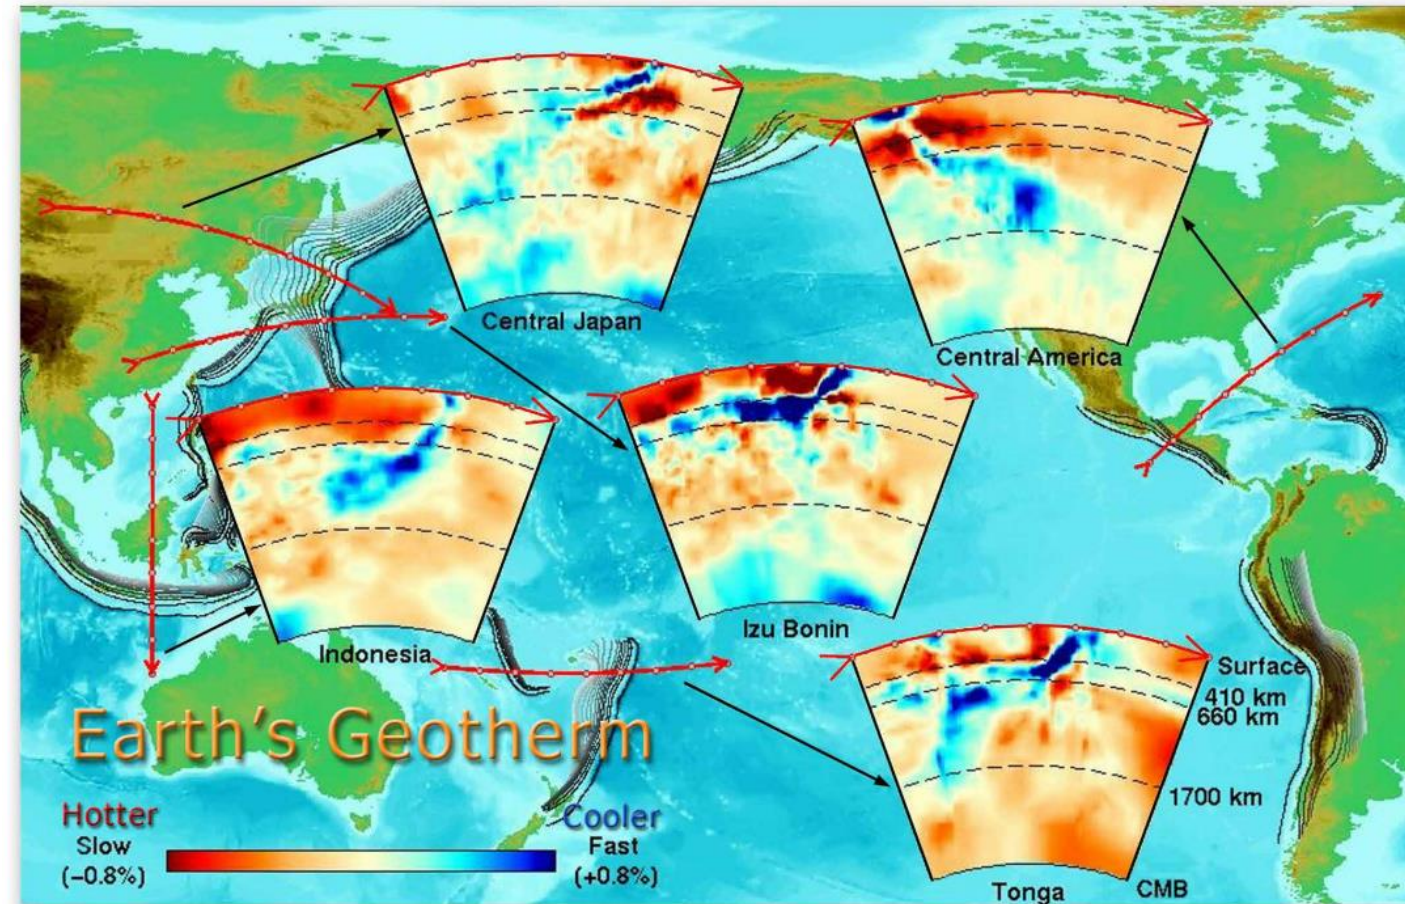 Central Japan
Central America
Izu Bonin
Indonesia
Surface
410 km
660 km
1700 km
Tonga
CMB
Earth's Geotherm
Hotter
Cooler
Slow
Fast
(−0.8%)
(+0.8%)